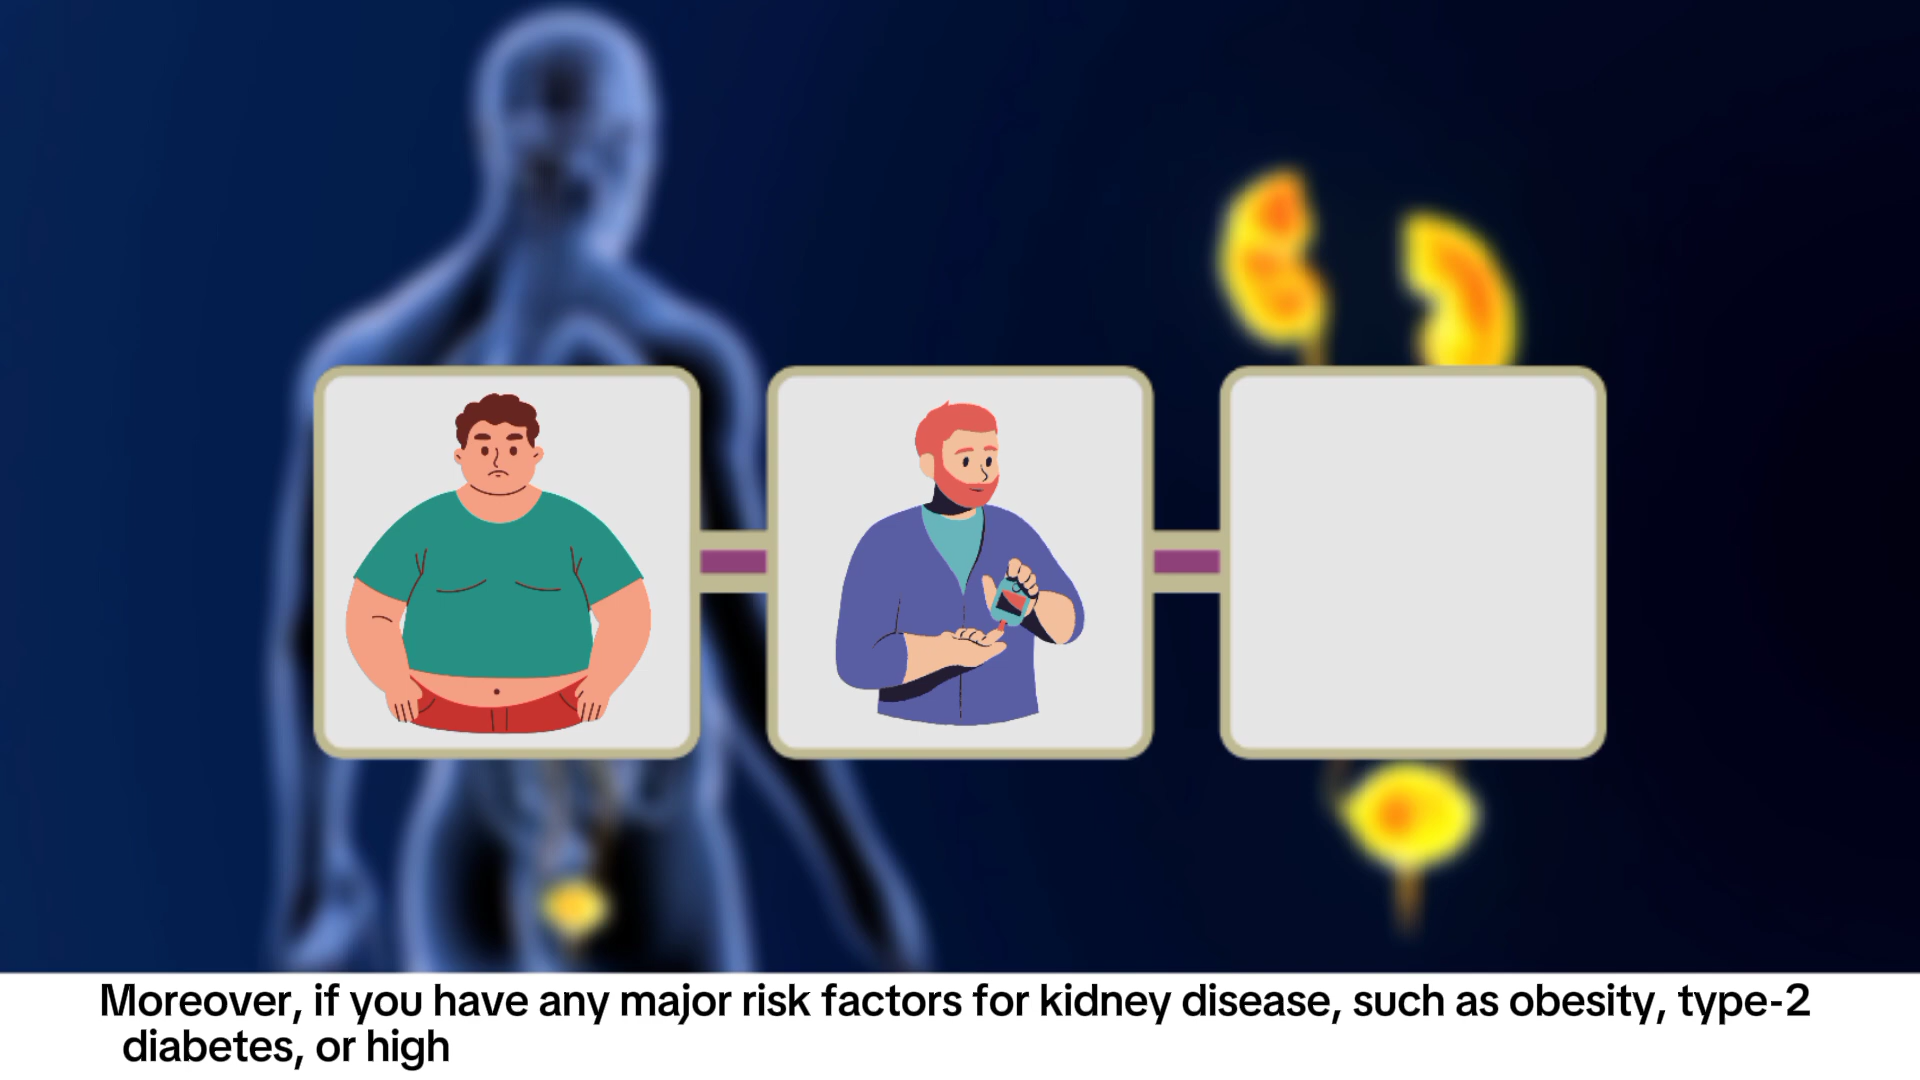 Moreover, if you have any major risk factors for kidney disease, such as obesity, type-2
diabetes, or high